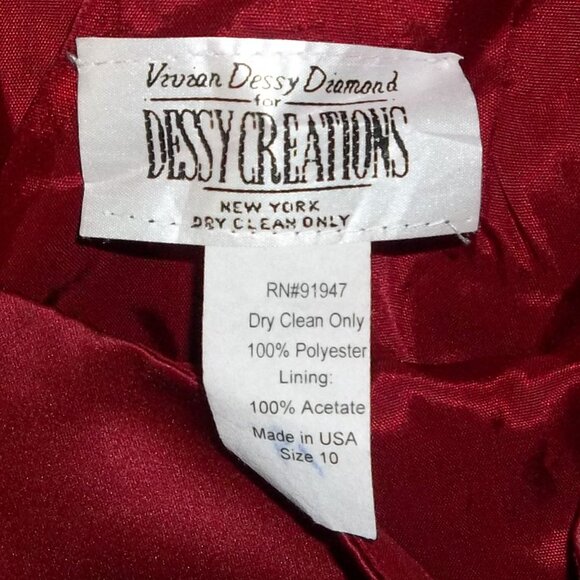 Vivian Dessy Diamond
for
DESSY CREATIONS
NEW YORK
DRY CLEAN ONLY
RN#91947
Dry Clean Only
100% Polyester
Lining:
100% Acetate
Made in USA
Size 10